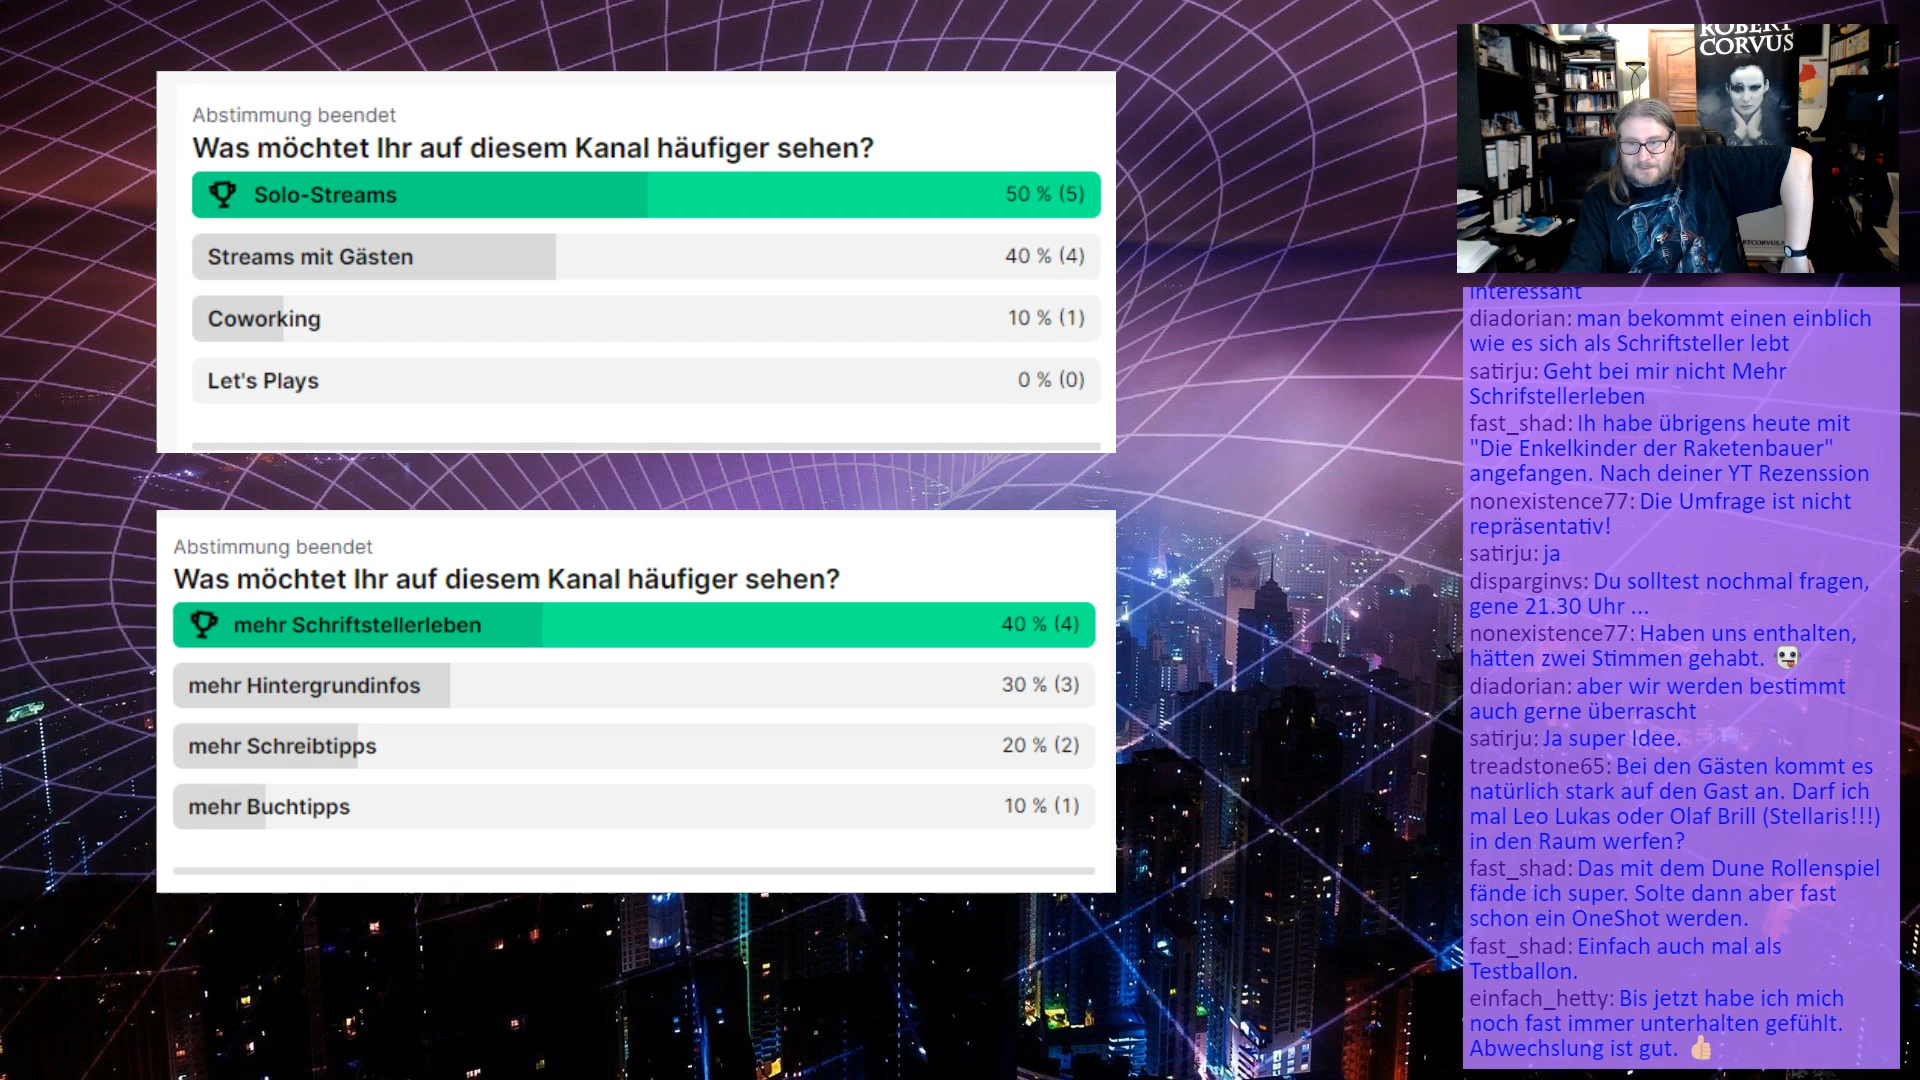 Abstimmung beendet
Was möchtet Ihr auf diesem Kanal häufiger sehen?
Solo-Streams 50 % (5)
Streams mit Gästen 40 % (4)
Coworking 10 % (1)
Let's Plays 0 % (0)
Abstimmung beendet
Was möchtet Ihr auf diesem Kanal häufiger sehen?
mehr Schriftstellerleben 40 % (4)
mehr Hintergrundinfos 30 % (3)
mehr Schreibtipps 20 % (2)
mehr Buchtipps 10 % (1)
ROBERT
CORVUS
interessant
diadorian: man bekommt einen einblich
wie es sich als Schriftsteller lebt
satirju: Geht bei mir nicht Mehr
Schrifstellerleben
fast_shad: Ih habe übrigens heute mit
"Die Enkelkinder der Raketenbauer"
angefangen. Nach deiner YT Rezenssion
nonexistence77: Die Umfrage ist nicht
repräsentativ!
satirju: ja
disparginvs: Du solltest nochmal fragen,
gene 21.30 Uhr ...
nonexistence77: Haben uns enthalten,
hätten zwei Stimmen gehabt. 
diadorian: aber wir werden bestimmt
auch gerne überrascht
satirju: Ja super Idee.
treadstone65: Bei den Gästen kommt es
natürlich stark auf den Gast an. Darf ich
mal Leo Lukas oder Olaf Brill (Stellaris!!!)
in den Raum werfen?
fast_shad: Das mit dem Dune Rollenspiel
fände ich super. Solte dann aber fast
schon ein OneShot werden.
fast_shad: Einfach auch mal als
Testballon.
einfach_hetty: Bis jetzt habe ich mich
noch fast immer unterhalten gefühlt.
Abwechslung ist gut.